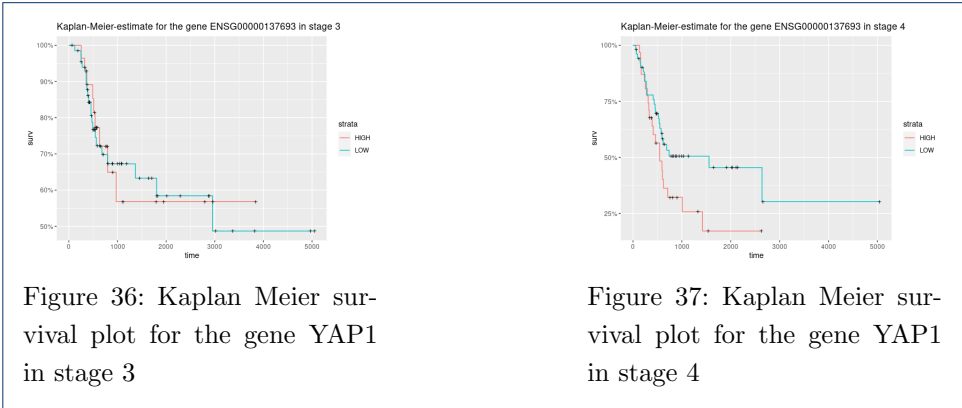 Kaplan-Meier-estimate for the gene ENSG00000137693 in stage 3
100%
90%
80%
70%
60%
50%
surv
0
1000
2000
3000
4000
5000
time
strata
HIGH
LOW
Figure 36: Kaplan Meier sur-
vival plot for the gene YAP1
in stage 3
Kaplan-Meier-estimate for the gene ENSG00000137693 in stage 4
100%
75%
50%
25%
surv
0
1000
2000
3000
4000
5000
time
strata
HIGH
LOW
Figure 37: Kaplan Meier sur-
vival plot for the gene YAP1
in stage 4